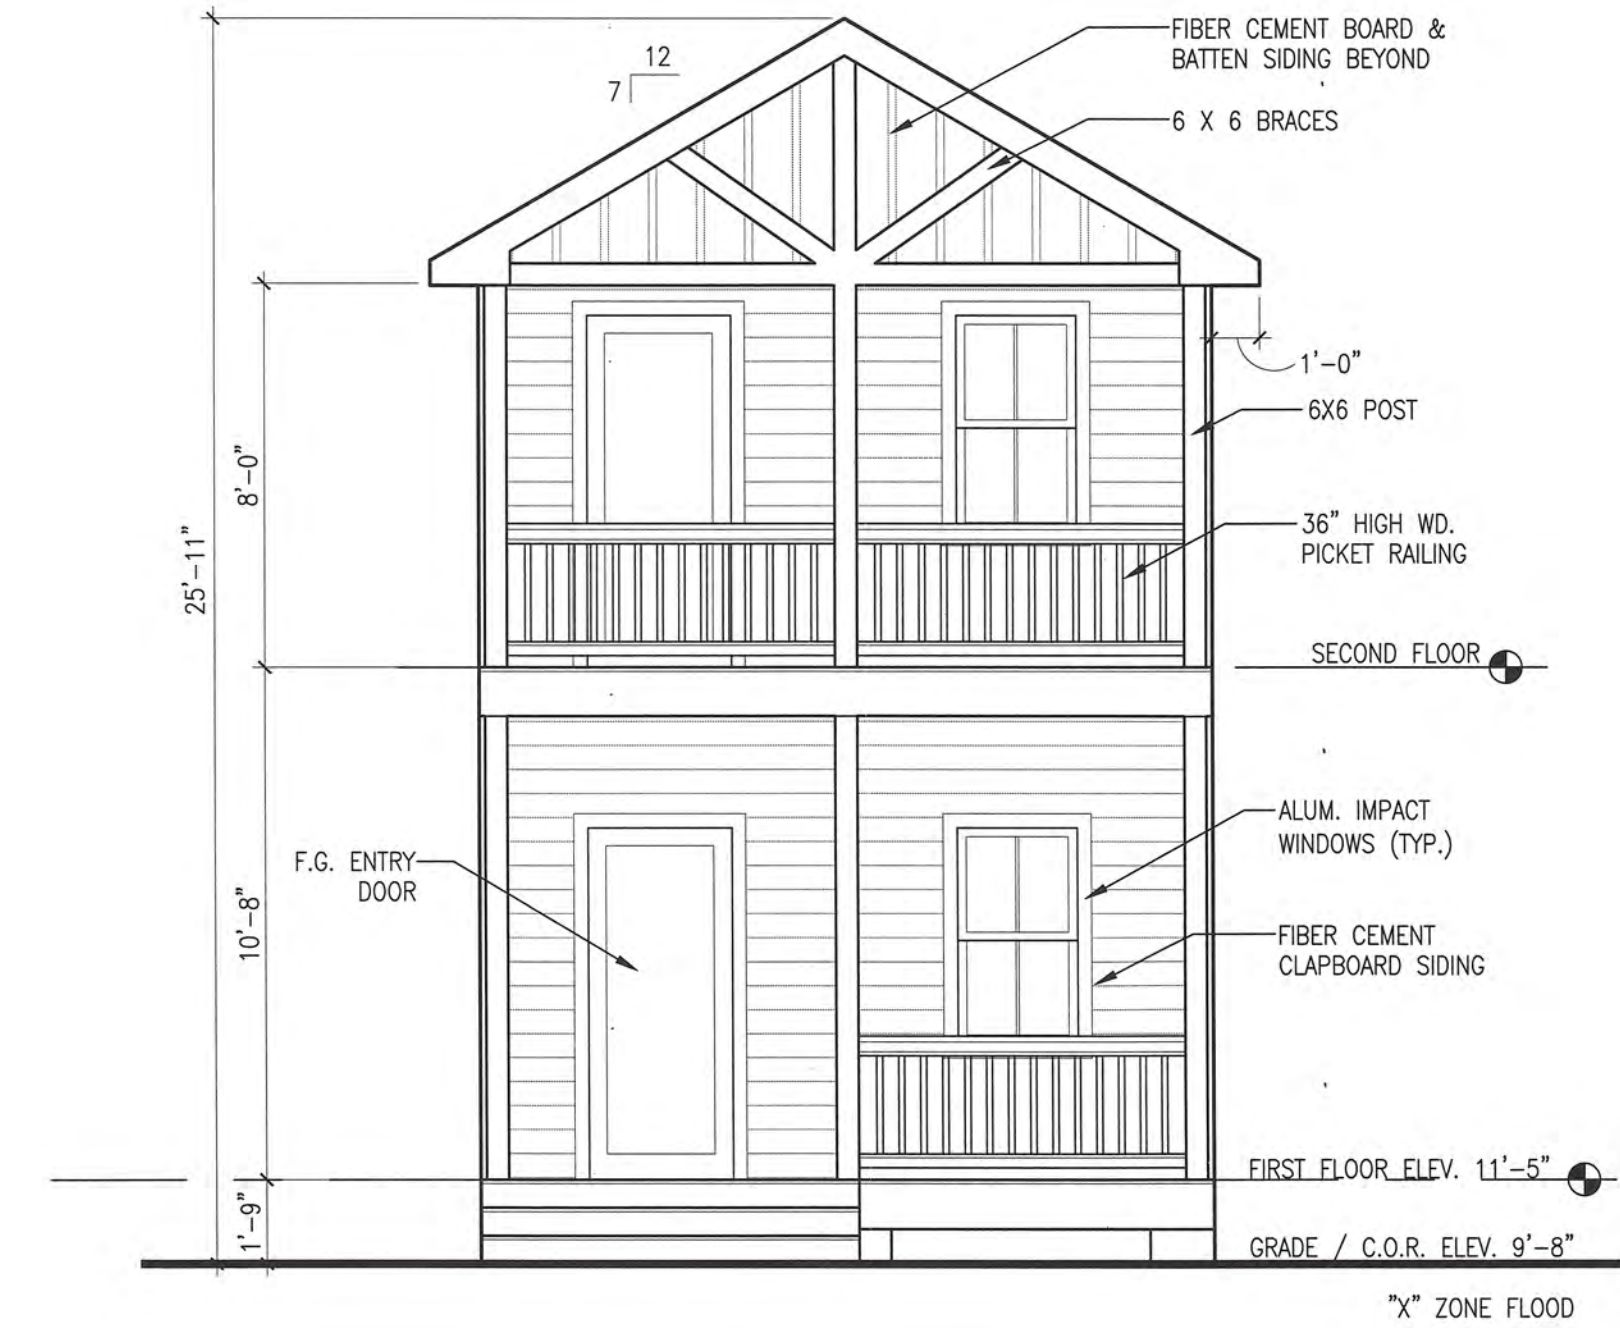 FIBER CEMENT BOARD &
BATTEN SIDING BEYOND
12
7
6 X 6 BRACES
1'-0"
6X6 POST
8'-0"
25'-11"
36" HIGH WD.
PICKET RAILING
SECOND FLOOR
ALUM. IMPACT
WINDOWS (TYP.)
F.G. ENTRY
DOOR
10'-8"
FIBER CEMENT
CLAPBOARD SIDING
FIRST FLOOR ELEV. 11'-5"
1'-9"
GRADE / C.O.R. ELEV. 9'-8"
"X" ZONE FLOOD